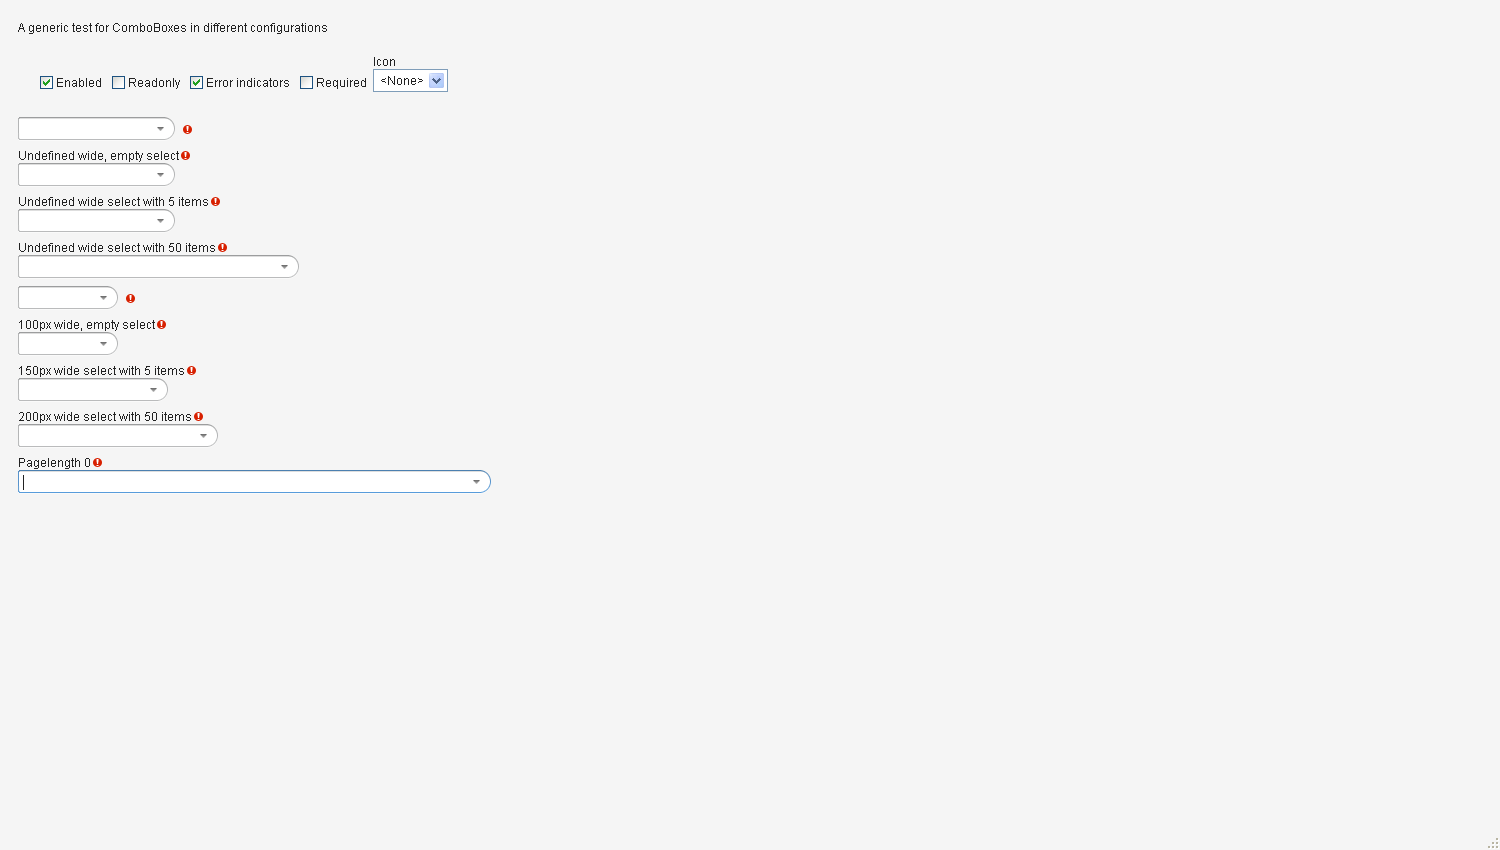 A generic test for ComboBoxes in different configurations
Icon
Enabled Readonly Error indicators Required <None>
Undefined wide, empty select
Undefined wide select with 5 items
Undefined wide select with 50 items
100px wide, empty select
150px wide select with 5 items
200px wide select with 50 items
Pagelength 0